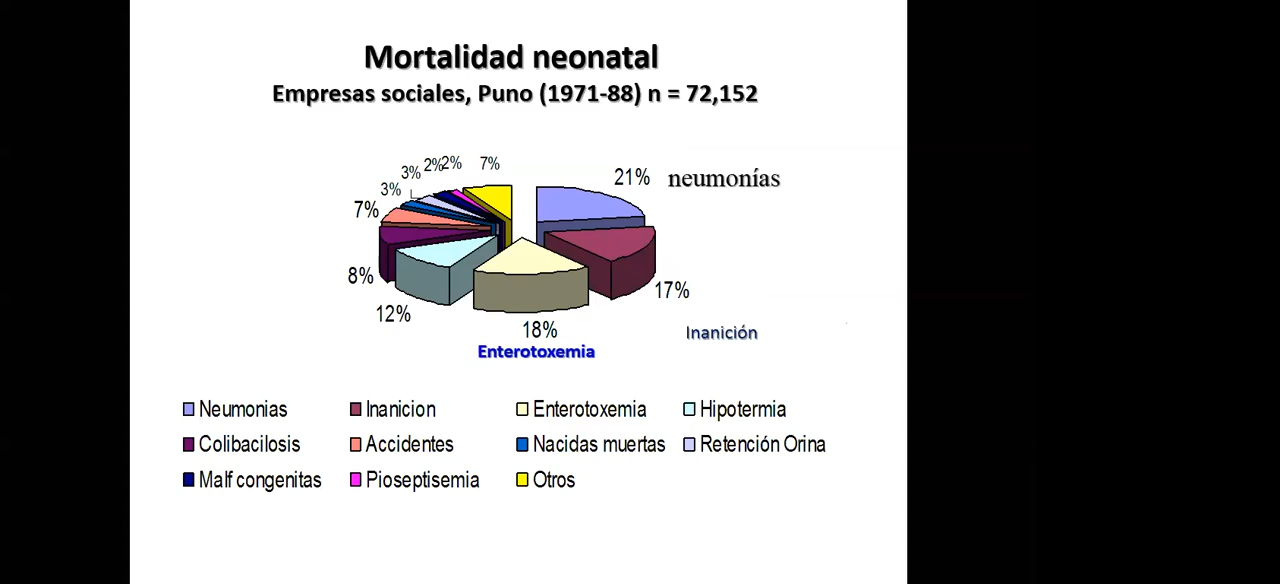 Mortalidad neonatal
Empresas sociales, Puno (1971-88) n = 72,152
21% neumonías
17%
Inanición
18%
Enterotoxemia
12%
8%
7%
3%
3%
2%
2%
7%
Neumonias Inanicion Enterotoxemia Hipotermia
Colibacilosis Accidentes Nacidas muertas Retención Orina
Malf congenitas Pioseptisemia Otros